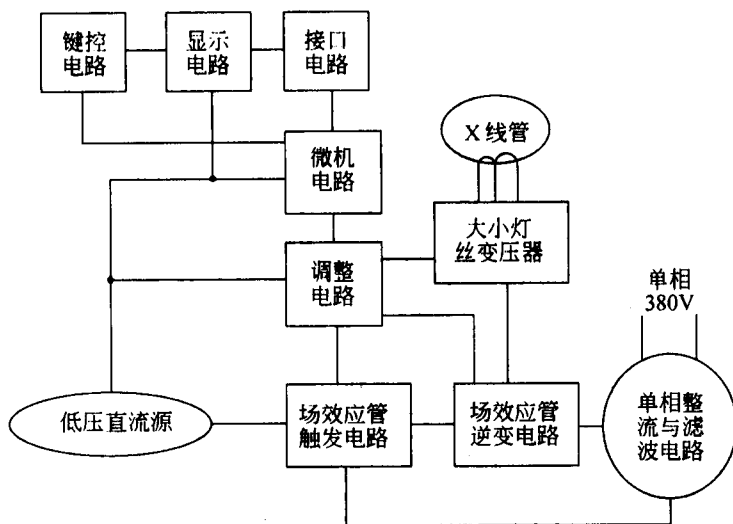 键控
电路
显示
电路
接口
电路
X 线管
微机
电路
大小灯
丝变压器
调整
电路
单相
380V
低压直流源
场效应管
触发电路
场效应管
逆变电路
单相整
流与滤
波电路